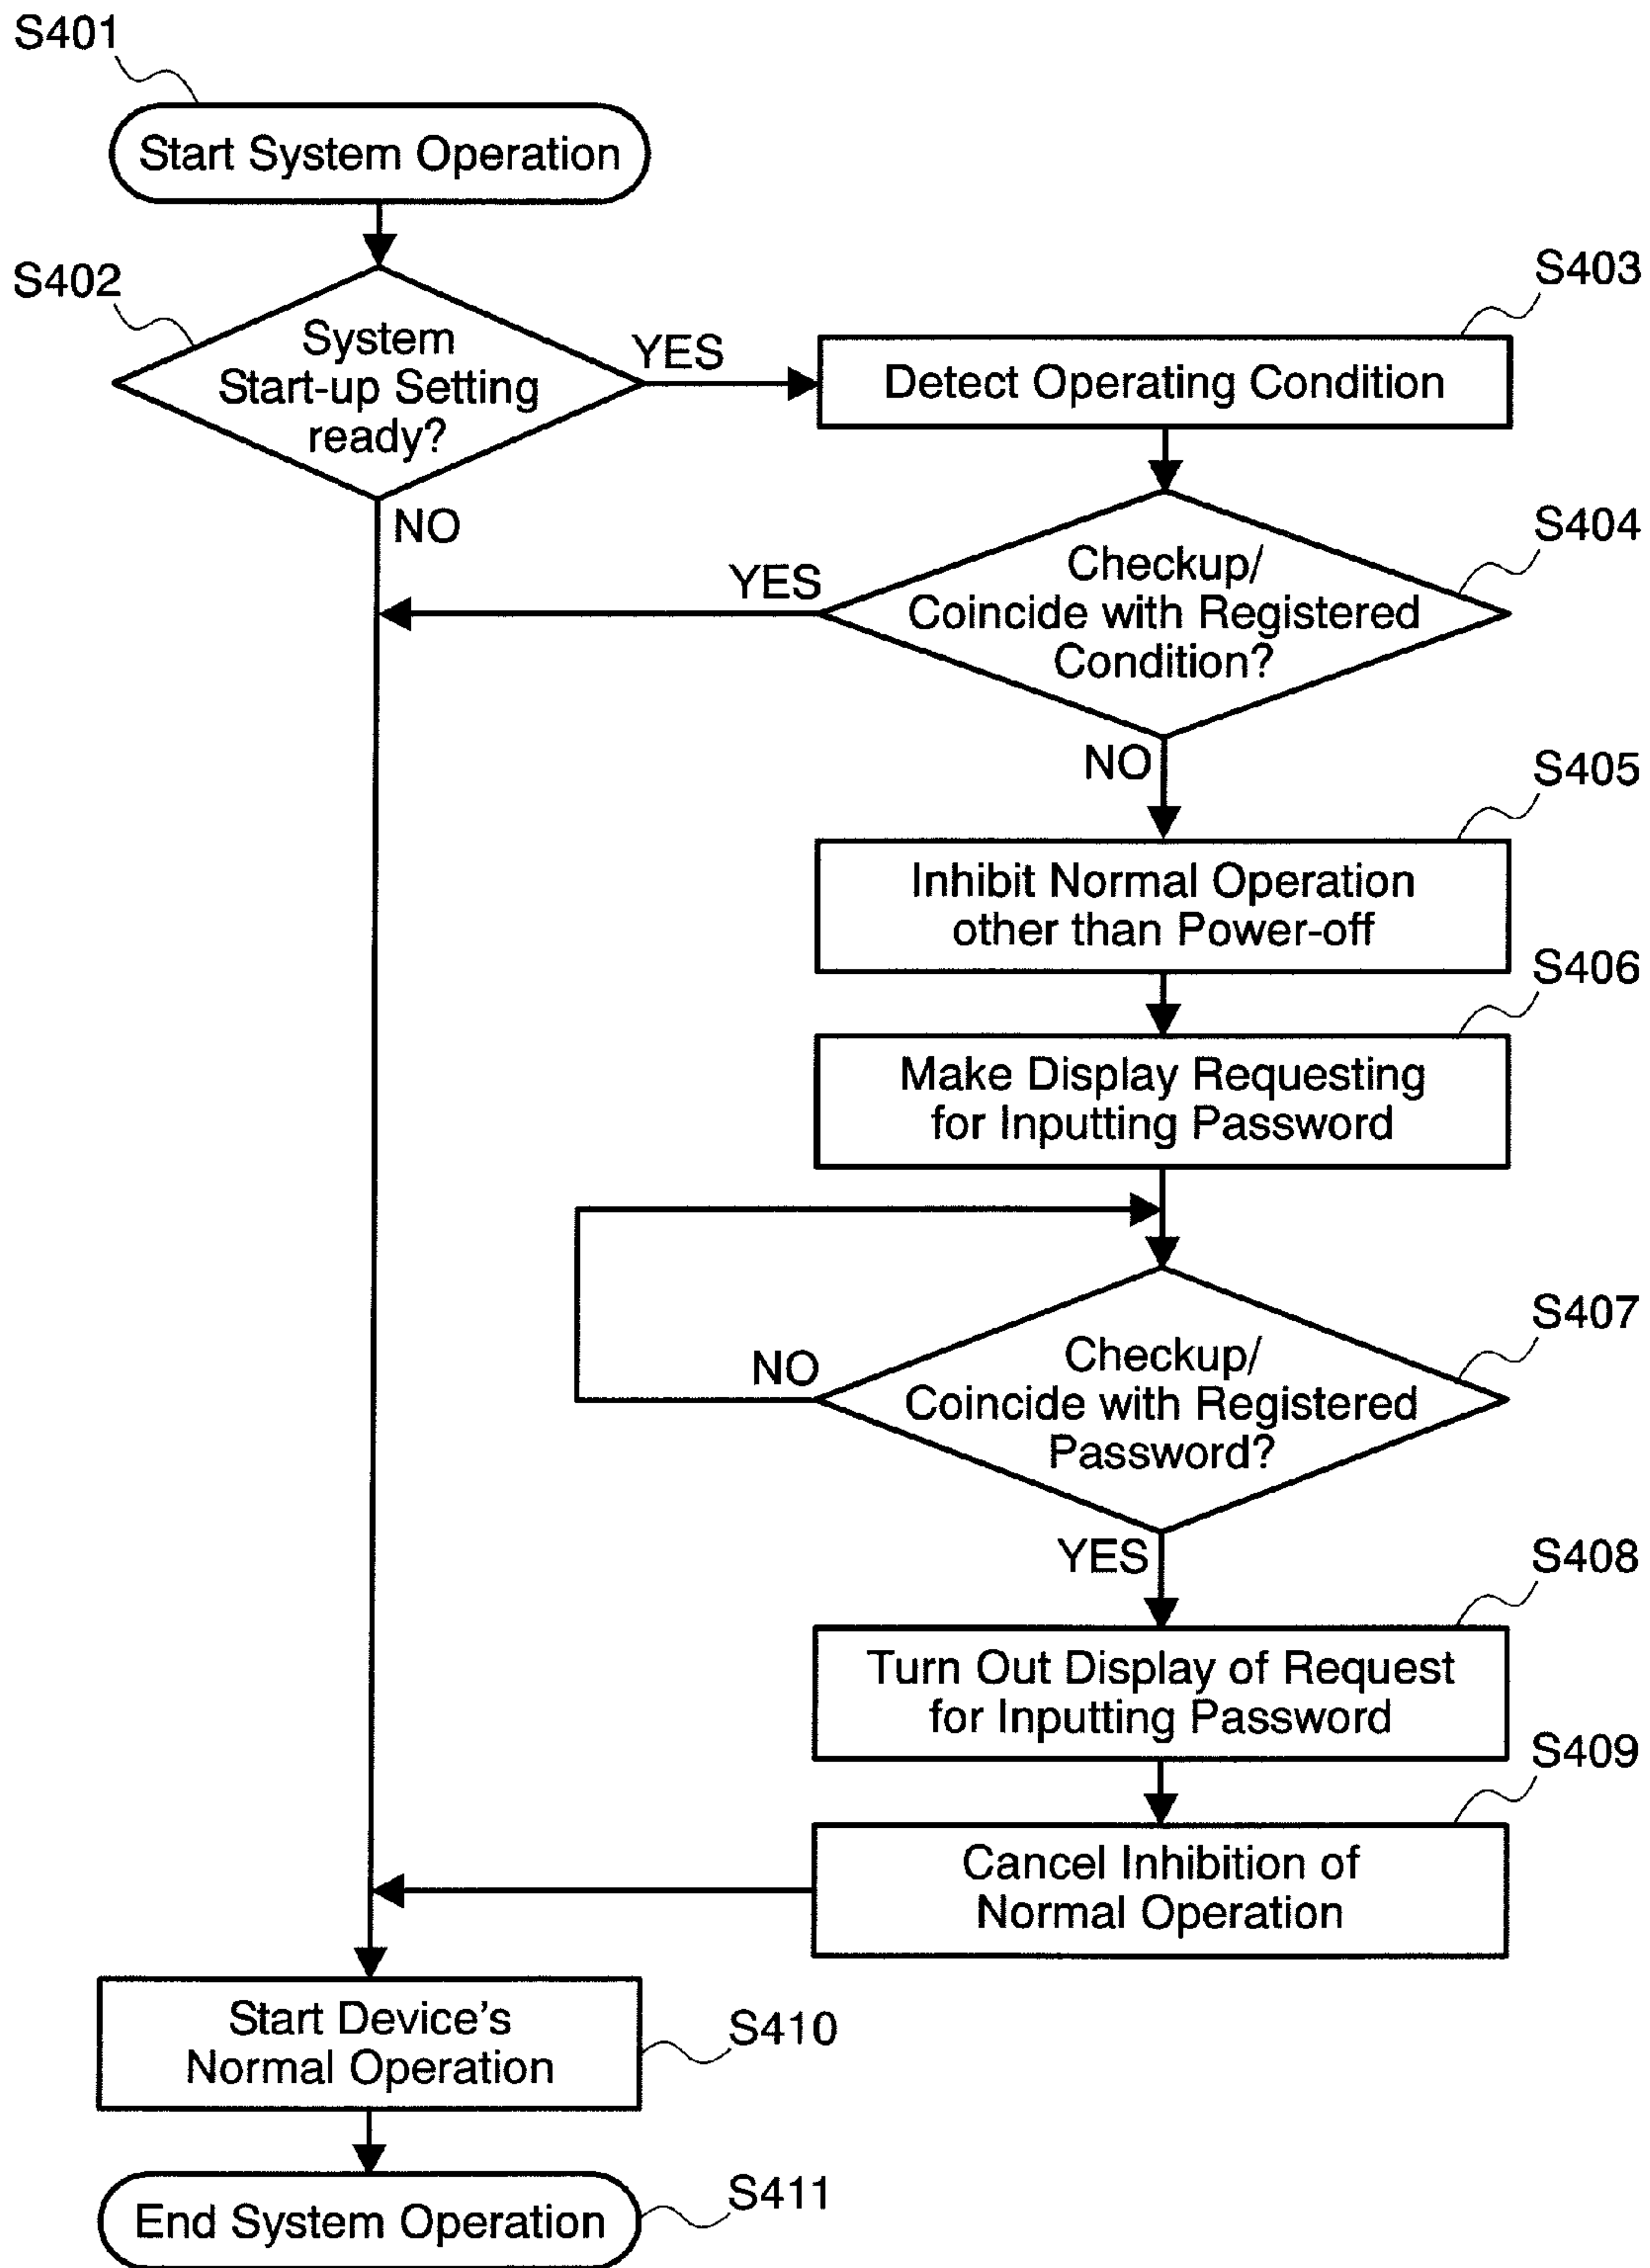 S401
Start System Operation
S402
System
Start-up Setting
ready?
YES
NO
S403
Detect Operating Condition
S404
Checkup/
Coincide with Registered
Condition?
YES
NO
S405
Inhibit Normal Operation
other than Power-off
S406
Make Display Requesting
for Inputting Password
S407
Checkup/
Coincide with Registered
Password?
NO
YES
S408
Turn Out Display of Request
for Inputting Password
S409
Cancel Inhibition of
Normal Operation
Start Device's
Normal Operation
S410
End System Operation
S411